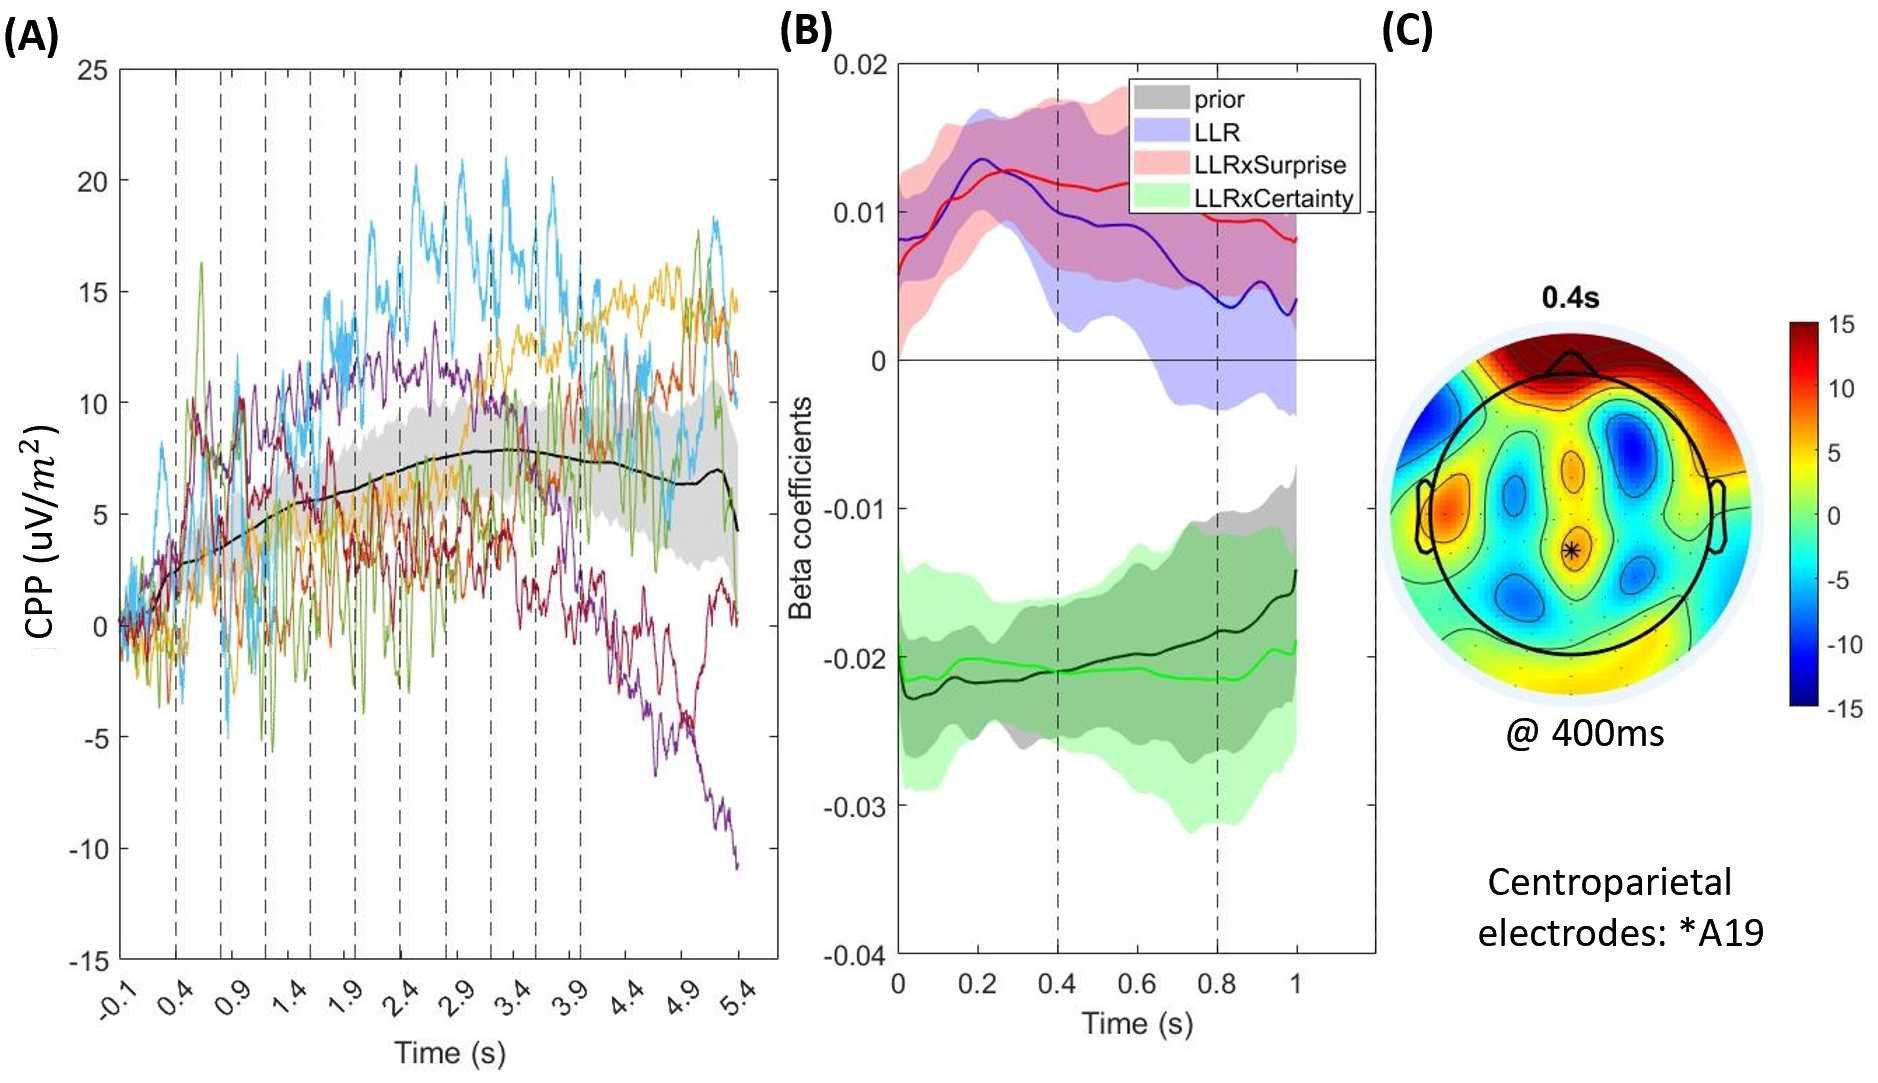 (A)
25
20
15
10
5
0
-5
-10
-15
CPP (uV/m²)
-0.1
0.4
0.9
1.4
1.9
2.4
2.9
3.4
3.9
4.4
4.9
5.4
Time (s)
(B)
0.02
0.01
0
-0.01
-0.02
-0.03
-0.04
Beta coefficients
prior
LLR
LLRxSurprise
LLRxCertainty
0
0.2
0.4
0.6
0.8
1
Time (s)
(C)
0.4s
15
10
5
0
-5
-10
-15
@ 400ms
Centroparietal
electrodes: *A19